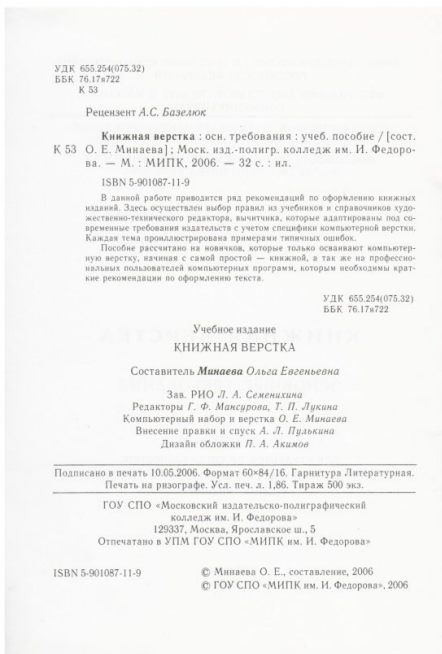 УДК 655.254(075.32)
ББК 76.17я722
К 53
Рецензент А.С. Базелюк
Книжная верстка : осн. требования : учеб. пособие / [сост.
К 53 О. Е. Минаева] ; Моск. изд.-полигр. колледж им. И. Федоро-
ва. — М. : МИПК, 2006. — 32 с. : ил.
ISBN 5-901087-11-9
В данной работе приводится ряд рекомендаций по оформлению книжных
изданий. Здесь осуществлен выбор правил из учебников и справочников худо-
жественно-технического редактора, вычитчика, которые адаптированы под со-
временные требования издательств с учетом специфики компьютерной верстки.
Каждая тема проиллюстрирована примерами типичных ошибок.
Пособие рассчитано на новичков, которые только осваивают компьютер-
ную верстку, начиная с самой простой — книжной, а так же на профессио-
нальных пользователей компьютерных программ, которым необходимы крат-
кие рекомендации по оформлению текста.
УДК 655.254(075.32)
ББК 76.17я722
Учебное издание
КНИЖНАЯ ВЕРСТКА
Составитель Минаева Ольга Евгеньевна
Зав. РИО Л. А. Семенихина
Редакторы Г. Ф. Мансурова, Т. П. Лукина
Компьютерный набор и верстка О. Е. Минаева
Внесение правки и спуск А. Л. Пулькина
Дизайн обложки П. А. Акимов
Подписано в печать 10.05.2006. Формат 60×84/16. Гарнитура Литературная.
Печать на ризографе. Усл. печ. л. 1,86. Тираж 500 экз.
ГОУ СПО «Московский издательско-полиграфический
колледж им. И. Федорова»
129337, Москва, Ярославское ш., 5
Отпечатано в УПМ ГОУ СПО «МИПК им. И. Федорова»
ISBN 5-901087-11-9
© Минаева О. Е., составление, 2006
© ГОУ СПО «МИПК им. И. Федорова», 2006